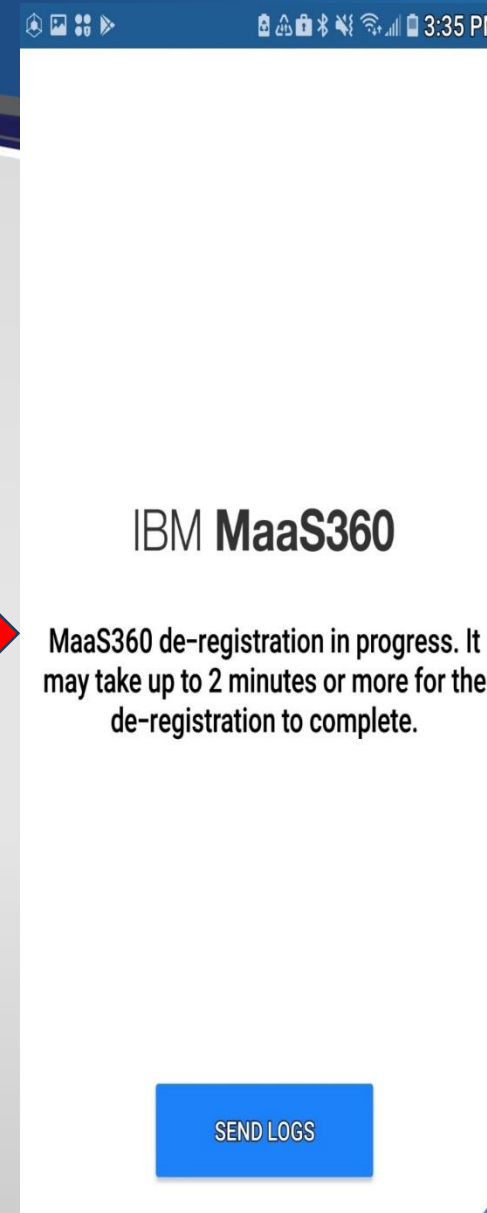 3:35 PM
IBM MaaS360
MaaS360 de-registration in progress. It
may take up to 2 minutes or more for the
de-registration to complete.
SEND LOGS